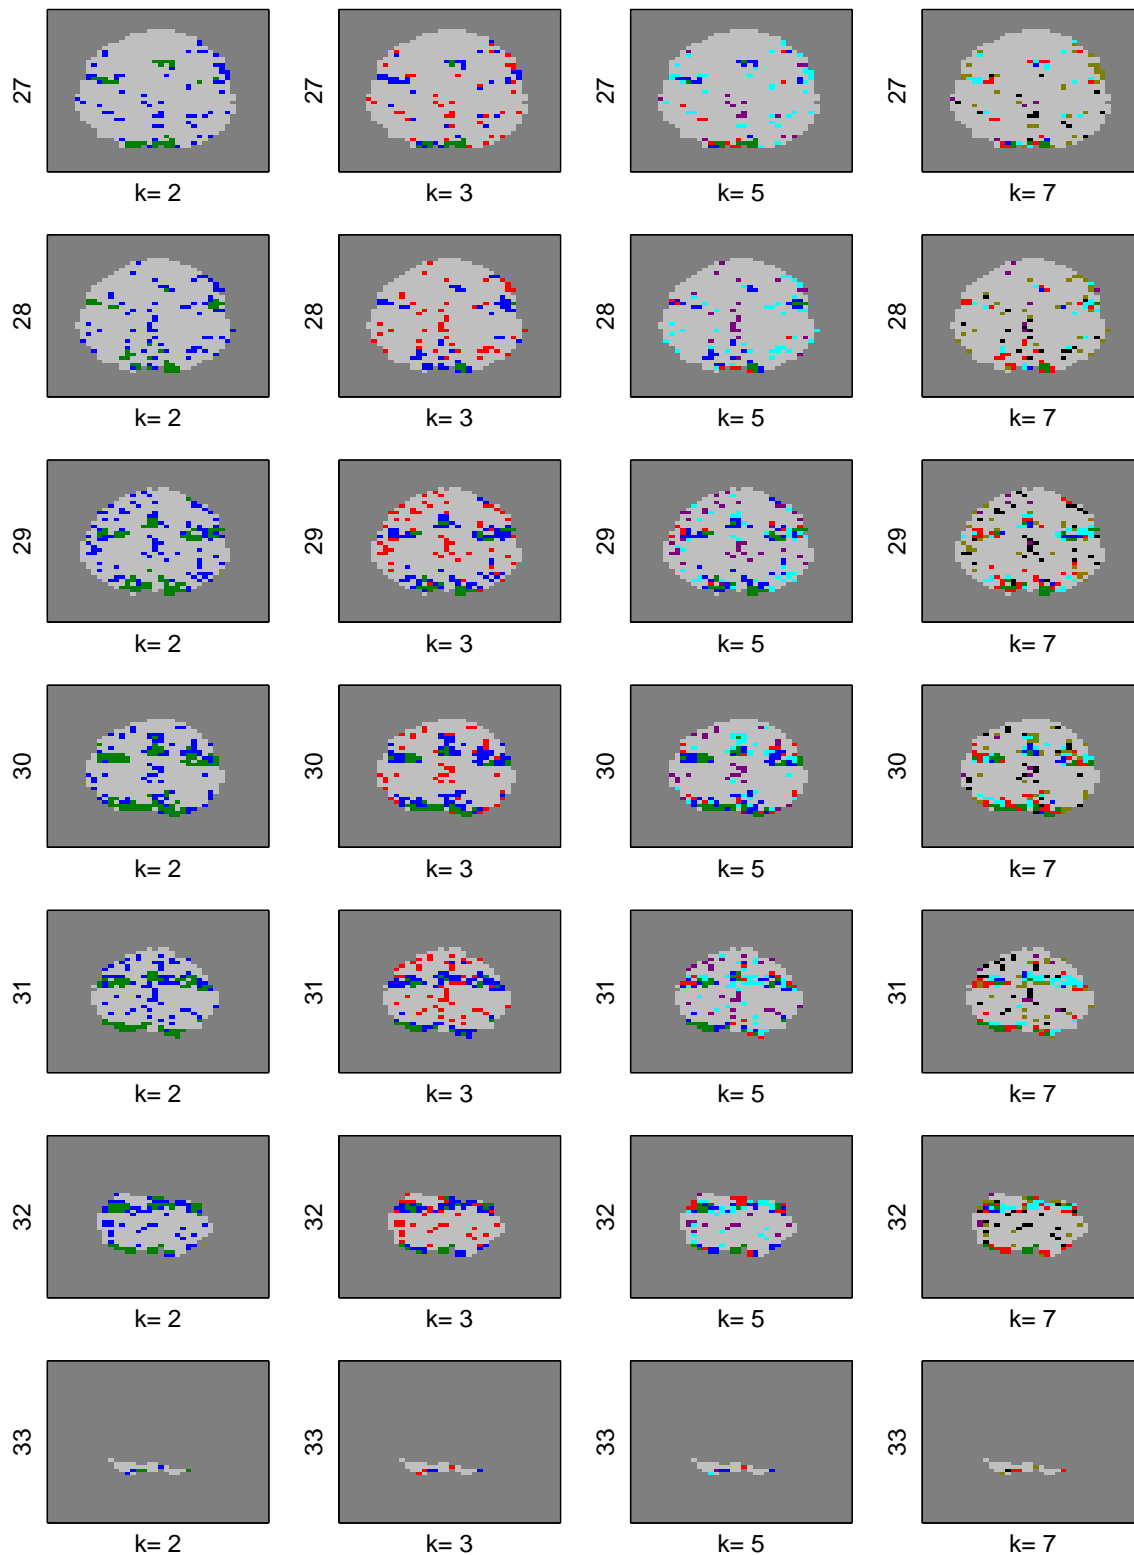 27 27 27 27
k= 2 k= 3 k= 5 k= 7
28 28 28 28
k= 2 k= 3 k= 5 k= 7
29 29 29 29
k= 2 k= 3 k= 5 k= 7
30 30 30 30
k= 2 k= 3 k= 5 k= 7
31 31 31 31
k= 2 k= 3 k= 5 k= 7
32 32 32 32
k= 2 k= 3 k= 5 k= 7
33 33 33 33
k= 2 k= 3 k= 5 k= 7